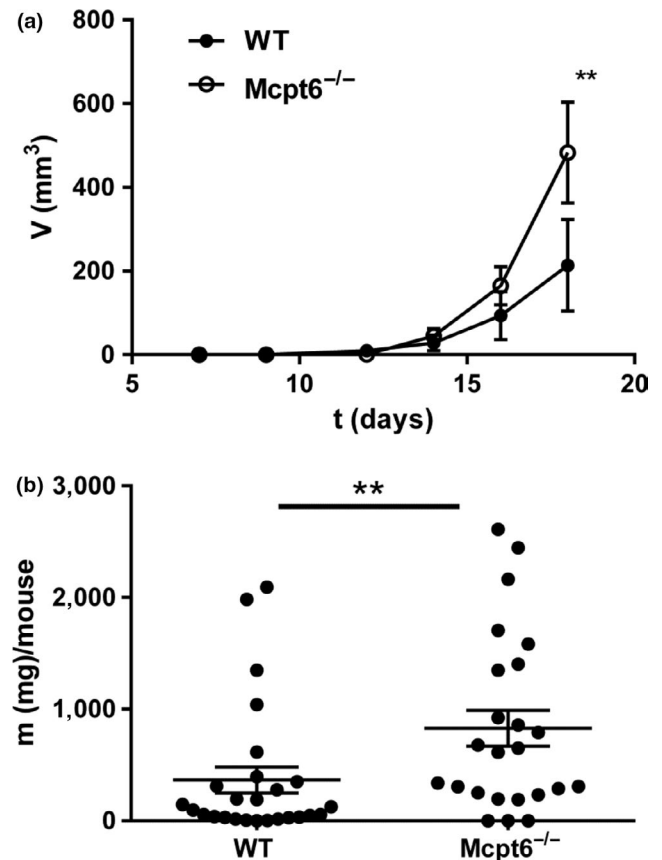 (a)
800
600
400
200
0
V (mm³)
WT
Mcpt6⁻/⁻
**
5 10 15 20
t (days)
(b)
3,000
2,000
1,000
0
m (mg)/mouse
**
WT Mcpt6⁻/⁻